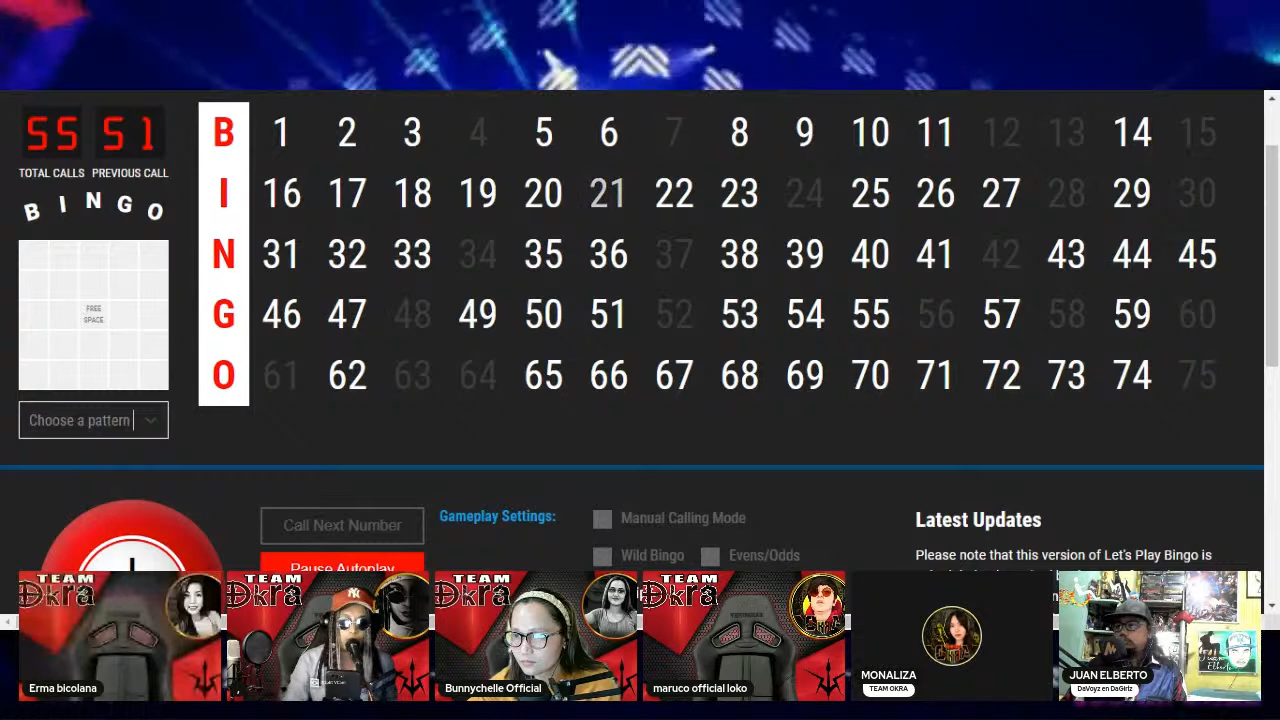 55 51
TOTAL CALLS PREVIOUS CALL
B I N G O
FREE
SPACE
Choose a pattern
B 1 2 3 4 5 6 7 8 9 10 11 12 13 14 15
I 16 17 18 19 20 21 22 23 24 25 26 27 28 29 30
N 31 32 33 34 35 36 37 38 39 40 41 42 43 44 45
G 46 47 48 49 50 51 52 53 54 55 56 57 58 59 60
O 61 62 63 64 65 66 67 68 69 70 71 72 73 74 75
Call Next Number
Pause Autoplay
Gameplay Settings:
Manual Calling Mode
Wild Bingo Evens/Odds
Latest Updates
Please note that this version of Let's Play Bingo is
TEAM
Okra
Erma bicolana
TEAM
Okra
TEAM
Okra
Bunnychelle Official
TEAM
Okra
maruco official loko
MONALIZA
TEAM OKRA
JUAN ELBERTO
DaVoyz en DaGirlz